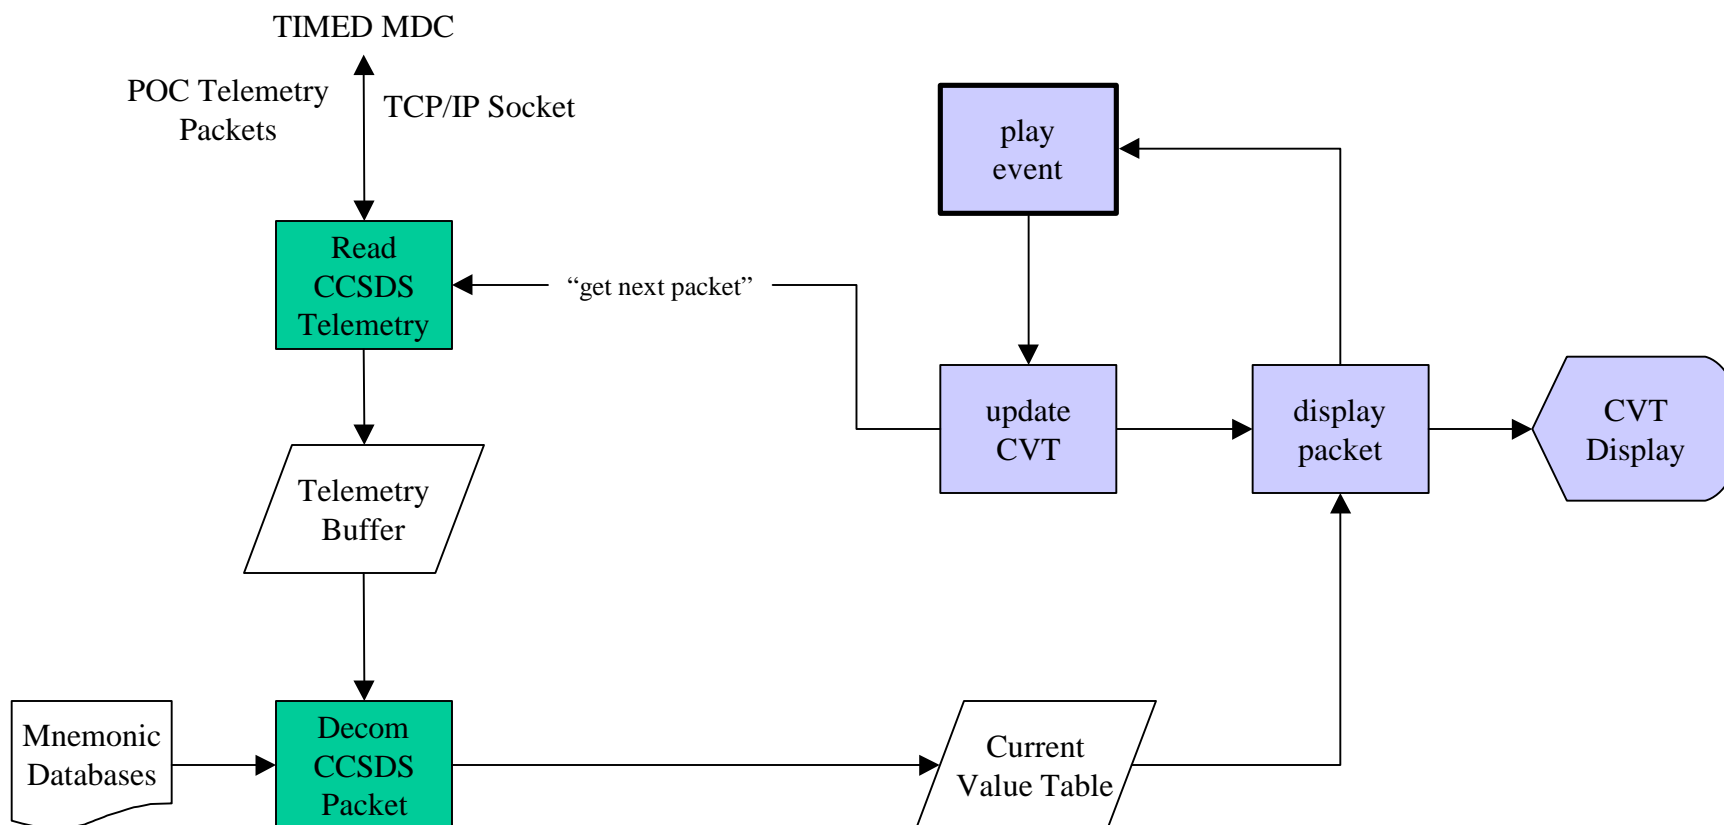 TIMED MDC
POC Telemetry
Packets
TCP/IP Socket
play
event
Read
CCSDS
Telemetry
“get next packet”
update
CVT
display
packet
CVT
Display
Telemetry
Buffer
Mnemonic
Databases
Decom
CCSDS
Packet
Current
Value Table